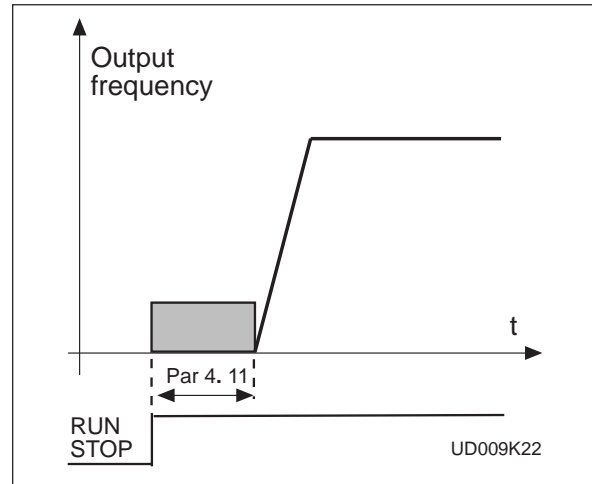 Output
frequency
t
Par 4. 11
RUN
STOP
UD009K22